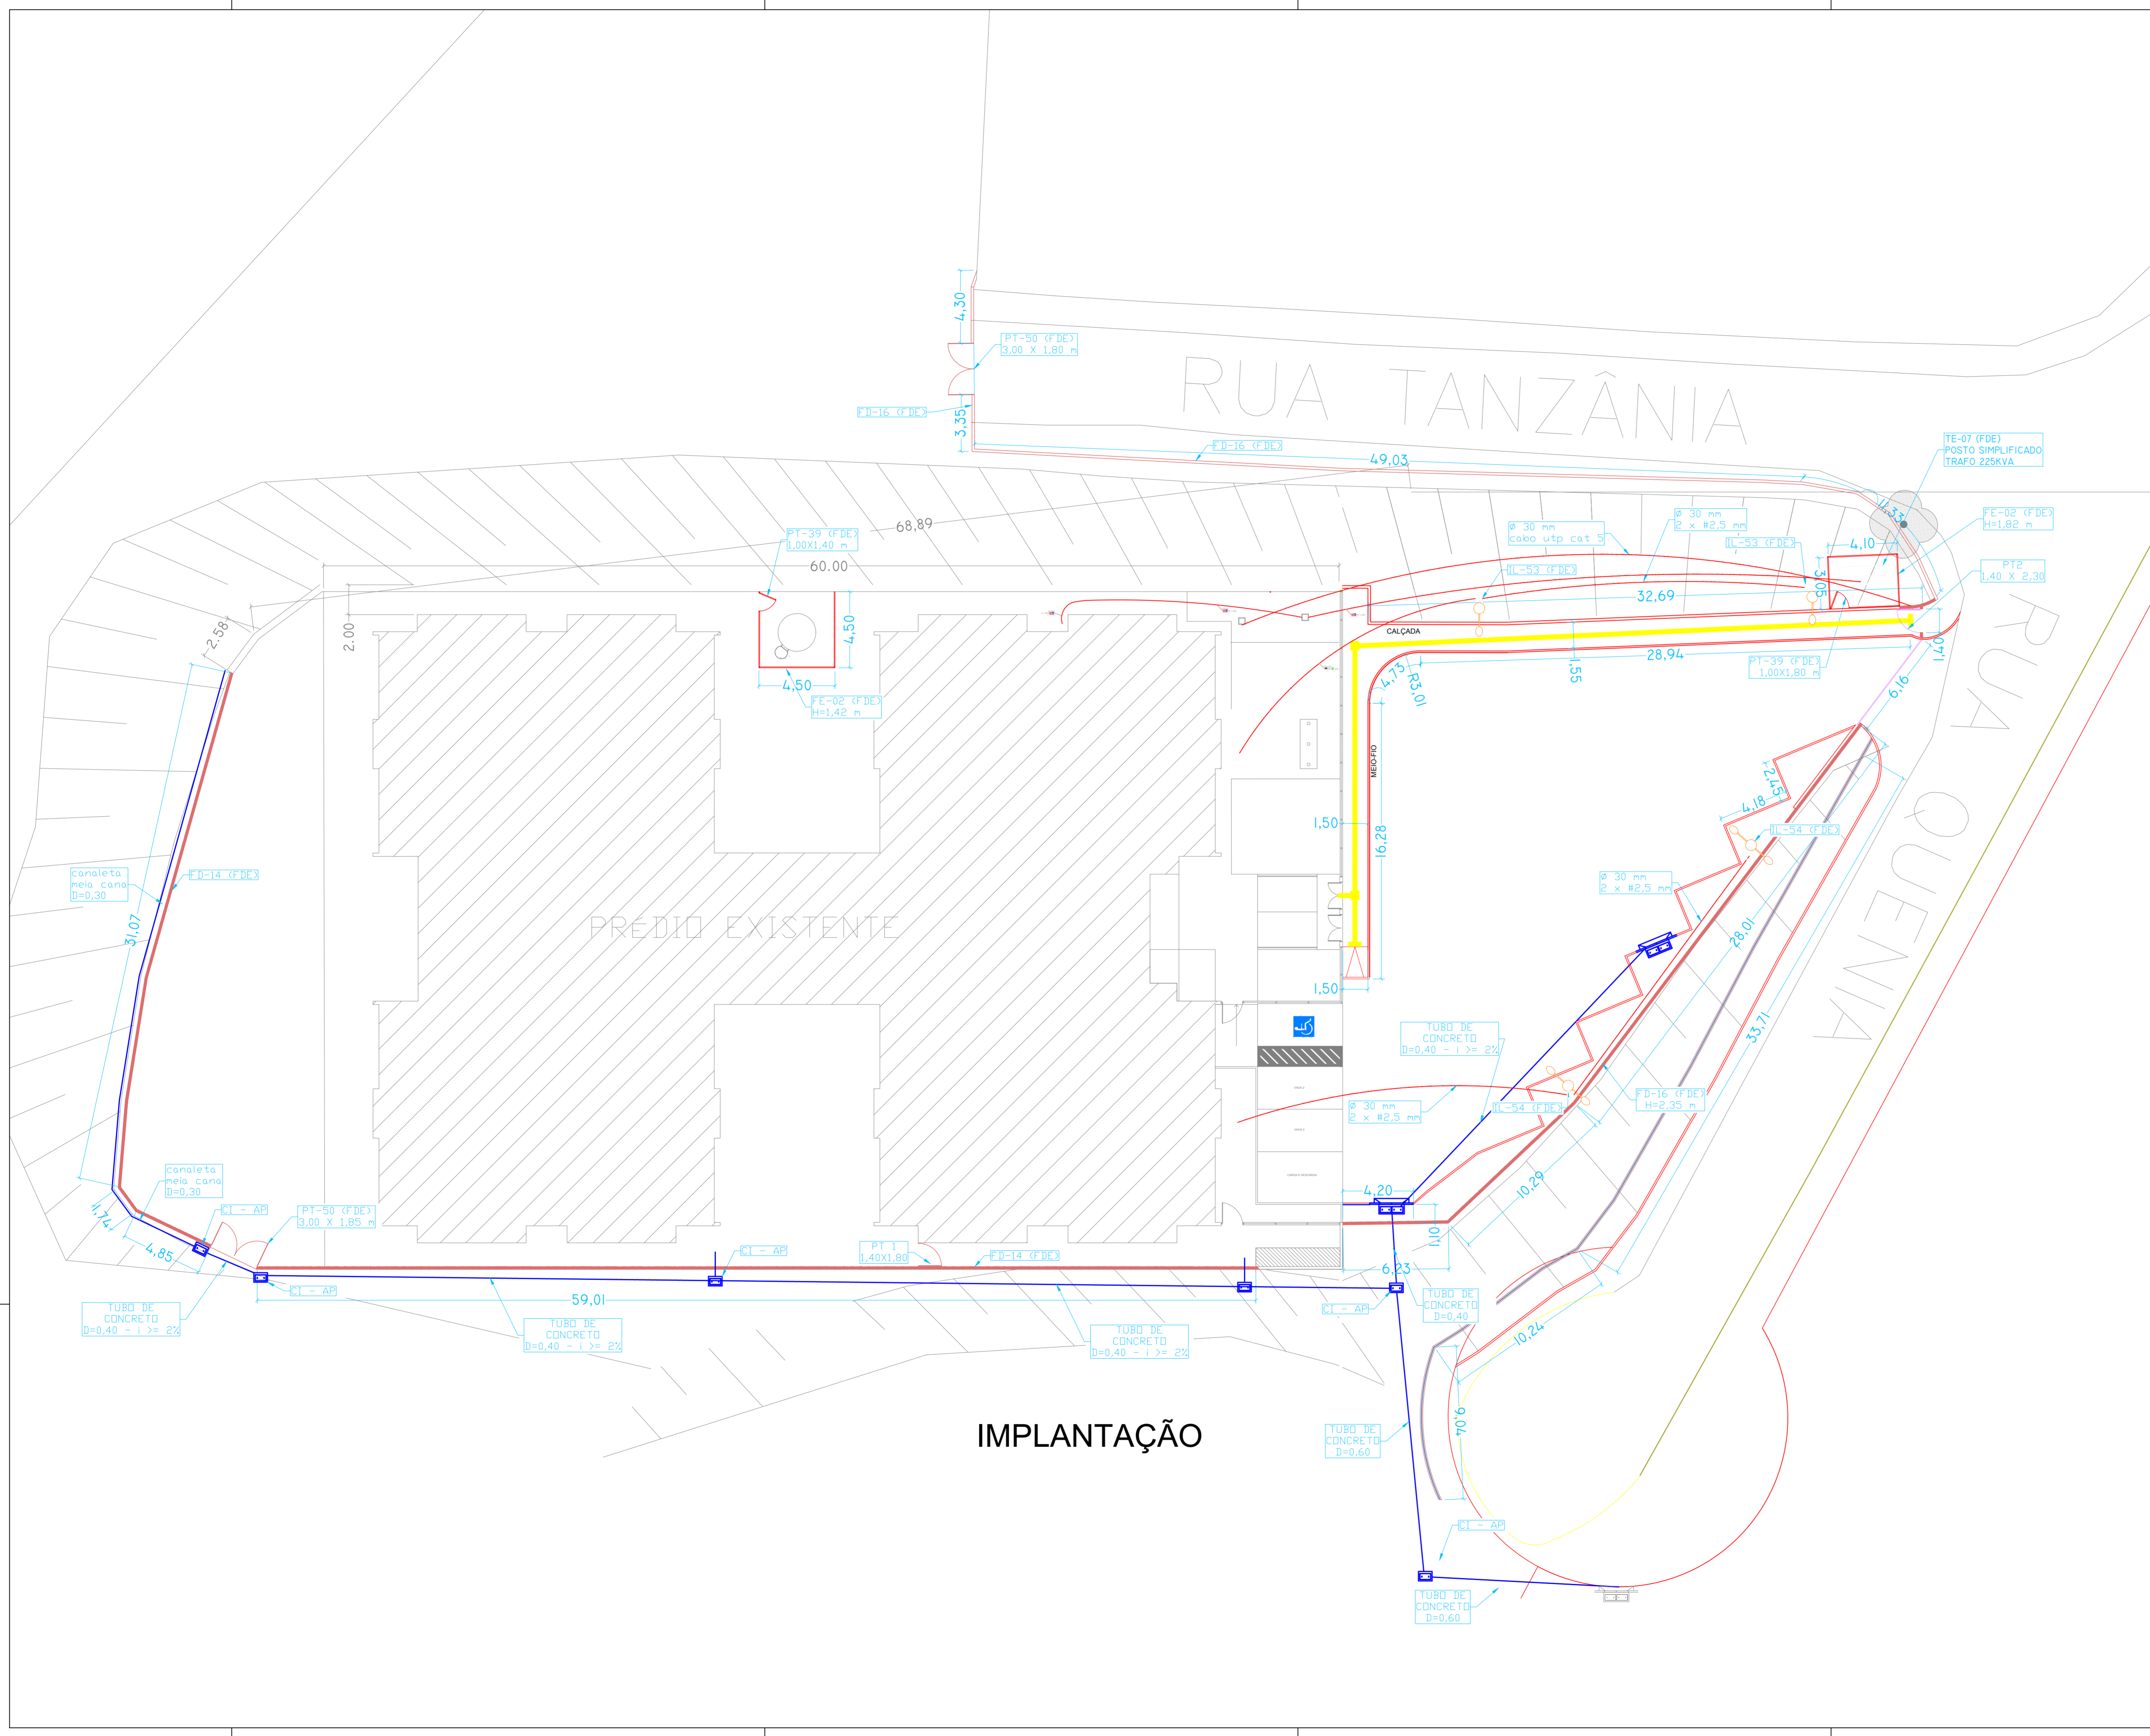 4,30
PT-50 (FDE)
3,00 X 1,80 m
RUA TANZÂNIA
FD-16 (FDE)
3,35
FD-16 (FDE)
49,03
TE-07 (FDE)
POSTO SIMPLIFICADO
TRAFO 225KVA
11,33
68,89
PT-39 (FDE)
1,00X1,40 m
Ø 30 mm
cabo utp cat 5
Ø 30 mm
2 x #2,5 mm
FE-02 (FDE)
H=1,82 m
IL-53 (FDE)
4,10
60.00
IL-53 (FDE)
3,05
PT2
1,40 X 2,30
32,69
2.58
2.00
4,50
CALÇADA
1,40
28,94
1,55
4,73
R3,01
PT-39 (FDE)
1,00X1,80 m
6,16
4,50
FE-02 (FDE)
H=1,42 m
RUA QUENIA
MEIO-FIO
2,45
4,18
1,50
16,28
IL-54 (FDE)
canaleta
meia cana
D=0,30
FD-14 (FDE)
Ø 30 mm
2 x #2,5 mm
31,07
PRÉDIO EXISTENTE
28,01
1,50
33,71
TUBO DE
CONCRETO
D=0,40 - i >= 2%
Ø 30 mm
2 x #2,5 mm
IL-54 (FDE)
FD-16 (FDE)
H=2,35 m
CARGA E DESCARGA
canaleta
meia cana
D=0,30
4,20
10,29
CI - AP
PT-50 (FDE)
3,00 X 1,85 m
1,74
4,85
PT 1
1,40X1,80
CI - AP
FD-14 (FDE)
1,01
6,23
CI - AP
59,01
TUBO DE
CONCRETO
D=0,40 - i >= 2%
TUBO DE
CONCRETO
D=0,40 - i >= 2%
TUBO DE
CONCRETO
D=0,40 - i >= 2%
CI - AP
TUBO DE
CONCRETO
D=0,40
10,24
IMPLANTAÇÃO
TUBO DE
CONCRETO
D=0,60
9,04
CI - AP
TUBO DE
CONCRETO
D=0,60